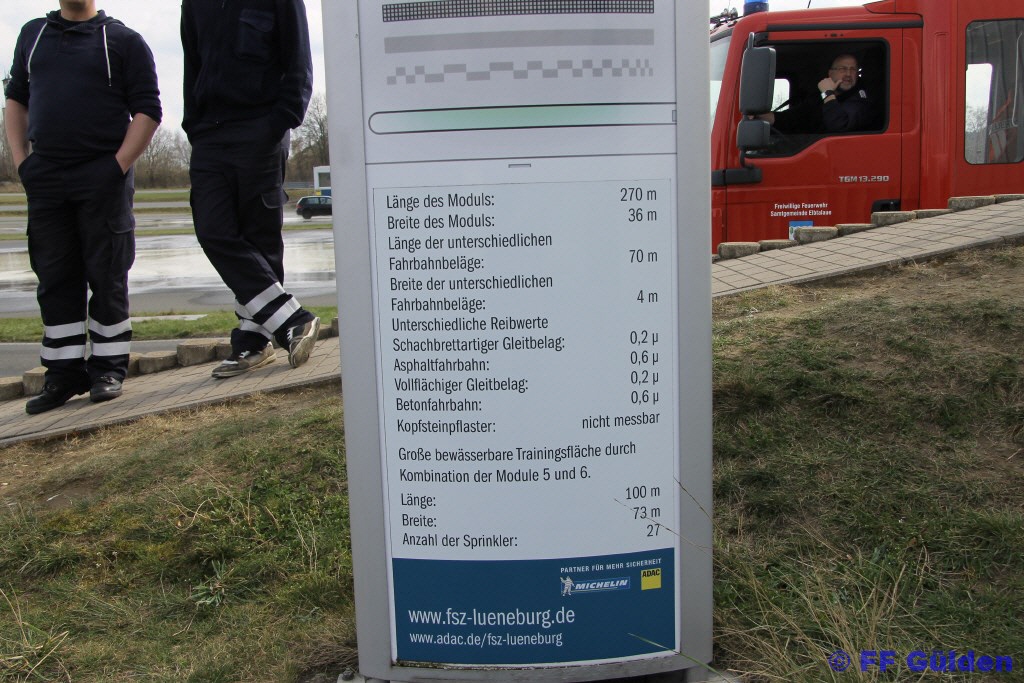 Länge des Moduls: 270 m
Breite des Moduls: 36 m
Länge der unterschiedlichen
Fahrbahnbeläge: 70 m
Breite der unterschiedlichen
Fahrbahnbeläge: 4 m
Unterschiedliche Reibwerte
Schachbrettartiger Gleitbelag: 0,2 µ
Asphaltfahrbahn: 0,6 µ
Vollflächiger Gleitbelag: 0,2 µ
Betonfahrbahn: 0,6 µ
Kopfsteinpflaster: nicht messbar
Große bewässerbare Trainingsfläche durch
Kombination der Module 5 und 6.
Länge: 100 m
Breite: 73 m
Anzahl der Sprinkler: 27
PARTNER FÜR MEHR SICHERHEIT
MICHELIN ADAC
www.fsz-lueneburg.de
www.adac.de/fsz-lueneburg
TGM 13.290
Freiwillige Feuerwehr
Samtgemeinde Elbtalaue
© FF Gülden